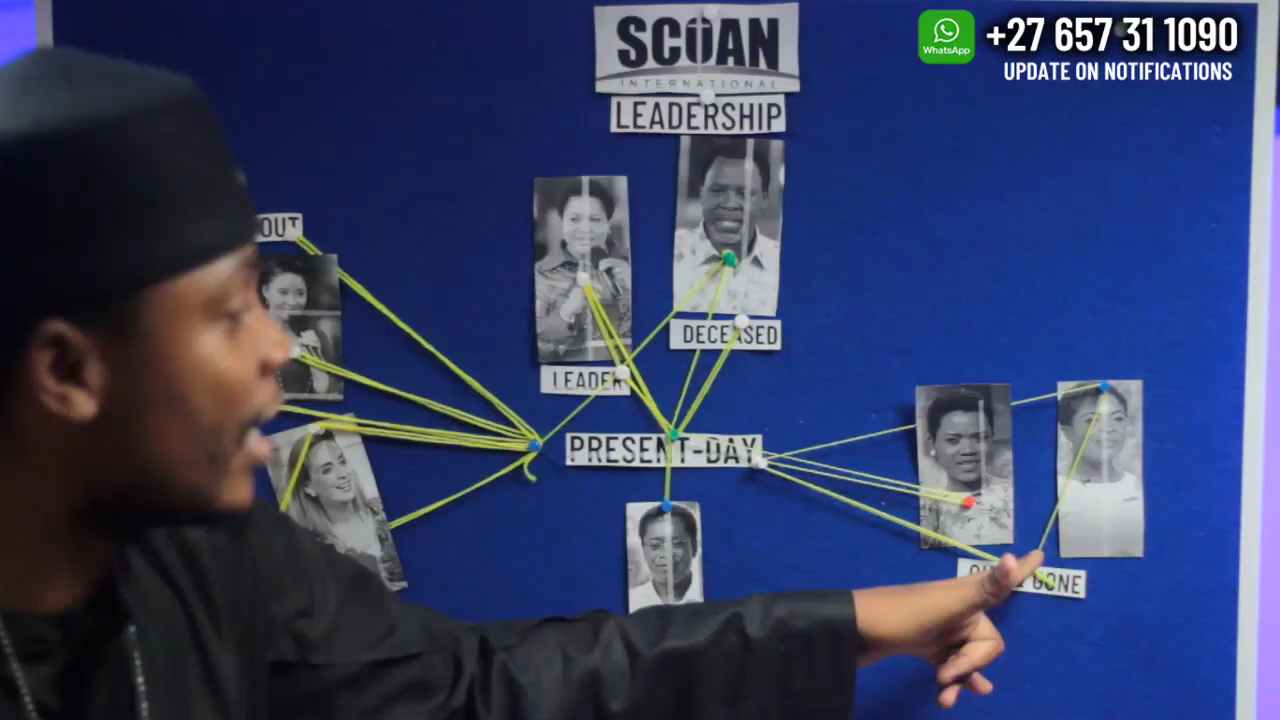 SCOAN
INTERNATIONAL
LEADERSHIP
WhatsApp
+27 657 31 1090
UPDATE ON NOTIFICATIONS
OUT
DECEASED
LEADER
PRESENT-DAY
GONE